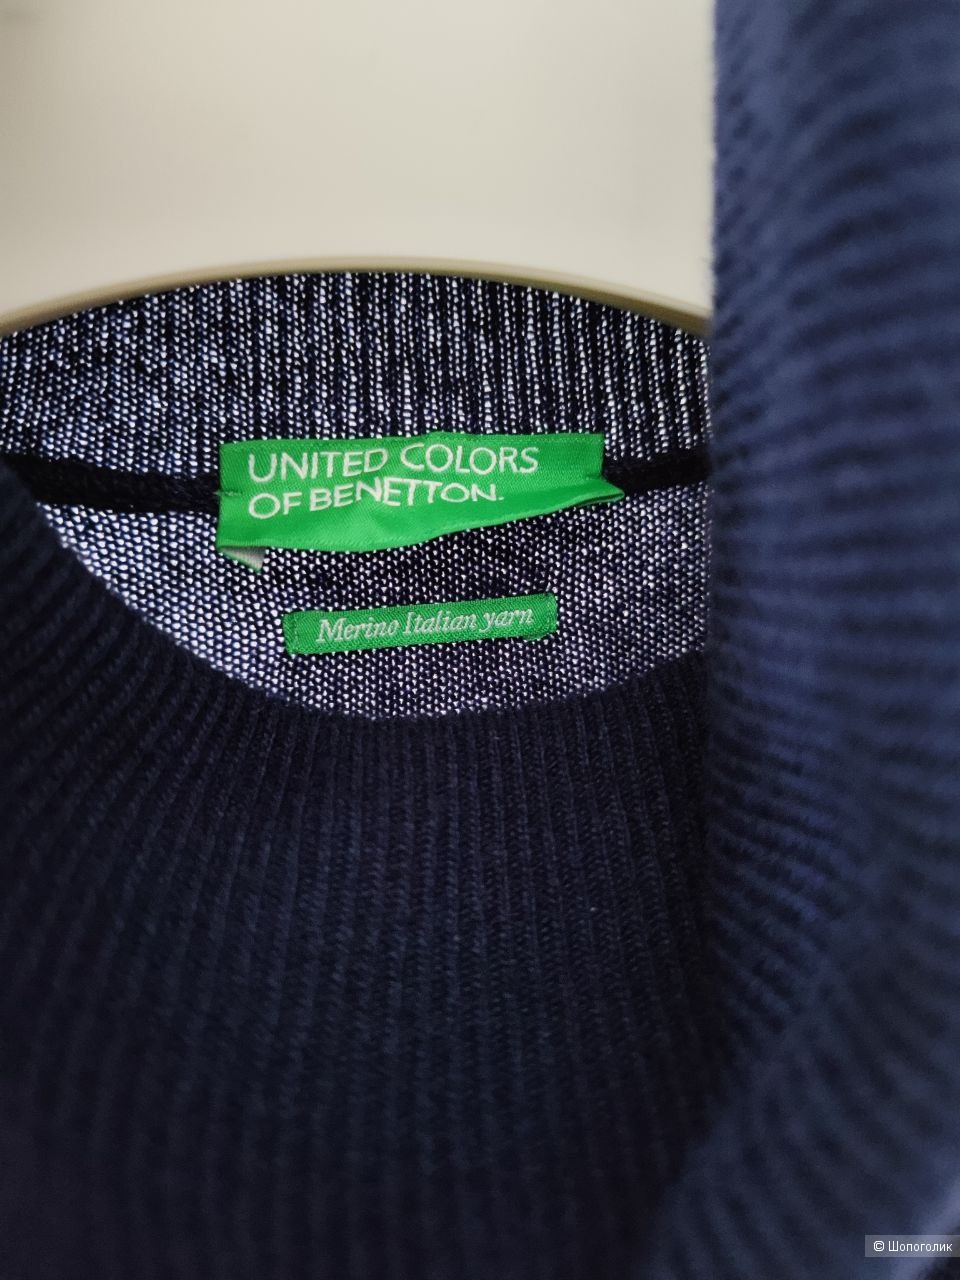 UNITED COLORS
OF BENETTON.
Merino Italian yarn
© Шопоголик